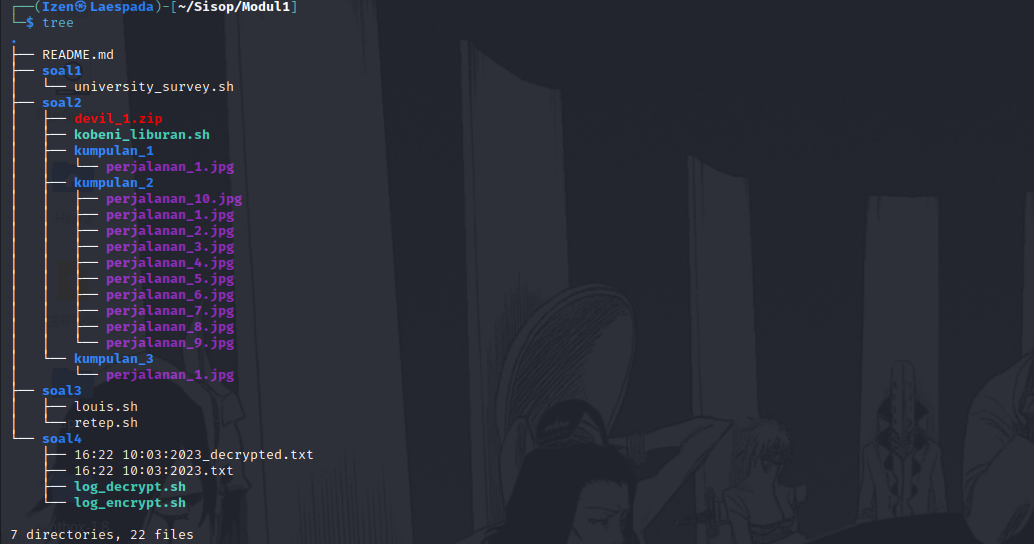 ┌──(Izen㉿Laespada)-[~/Sisop/Modul1]
└─$ tree
.
├── README.md
├── soal1
│   └── university_survey.sh
├── soal2
│   ├── devil_1.zip
│   ├── kobeni_liburan.sh
│   ├── kumpulan_1
│   │   └── perjalanan_1.jpg
│   ├── kumpulan_2
│   │   ├── perjalanan_10.jpg
│   │   ├── perjalanan_1.jpg
│   │   ├── perjalanan_2.jpg
│   │   ├── perjalanan_3.jpg
│   │   ├── perjalanan_4.jpg
│   │   ├── perjalanan_5.jpg
│   │   ├── perjalanan_6.jpg
│   │   ├── perjalanan_7.jpg
│   │   ├── perjalanan_8.jpg
│   │   └── perjalanan_9.jpg
│   └── kumpulan_3
│       └── perjalanan_1.jpg
├── soal3
│   ├── louis.sh
│   └── retep.sh
└── soal4
    ├── 16:22 10:03:2023_decrypted.txt
    ├── 16:22 10:03:2023.txt
    ├── log_decrypt.sh
    └── log_encrypt.sh

7 directories, 22 files